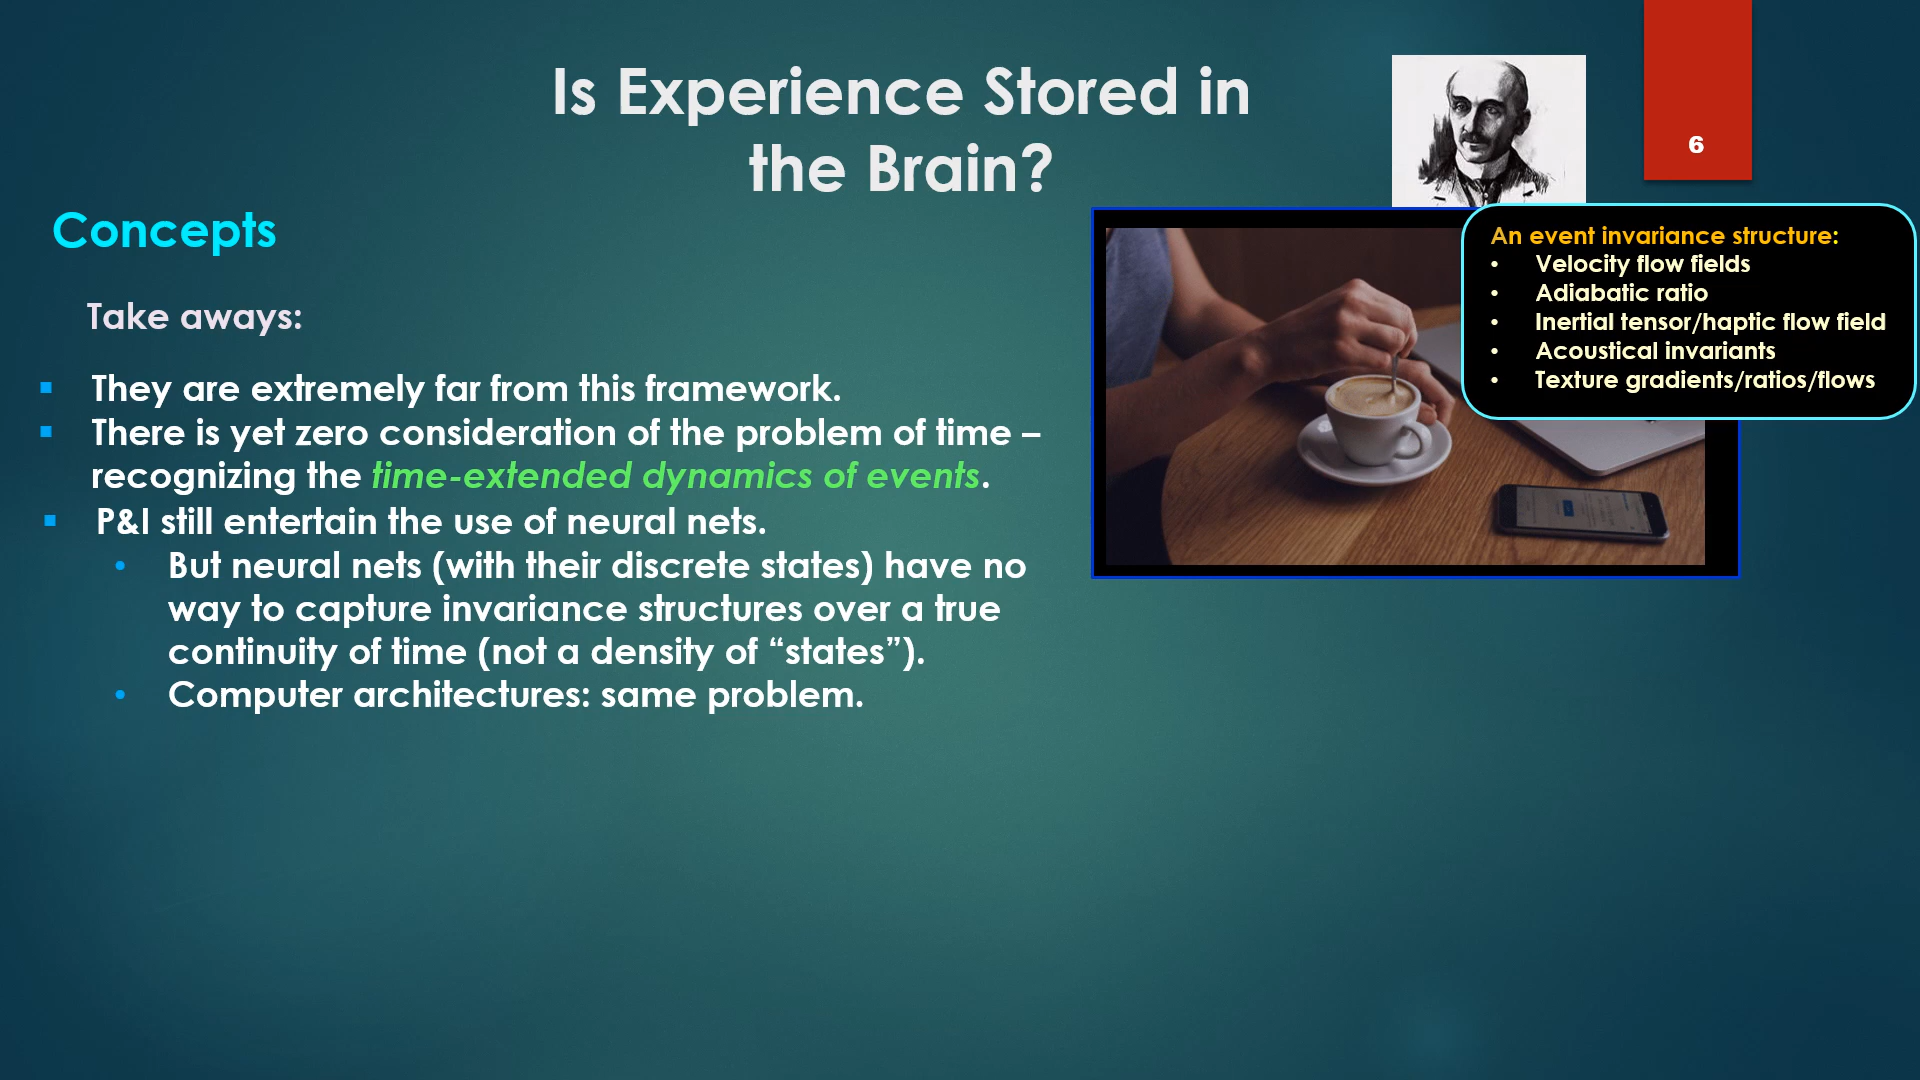 Is Experience Stored in
the Brain?
6
Concepts
Take aways:
▪ They are extremely far from this framework.
▪ There is yet zero consideration of the problem of time –
recognizing the time-extended dynamics of events.
▪ P&I still entertain the use of neural nets.
• But neural nets (with their discrete states) have no
way to capture invariance structures over a true
continuity of time (not a density of “states”).
• Computer architectures: same problem.
An event invariance structure:
• Velocity flow fields
• Adiabatic ratio
• Inertial tensor/haptic flow field
• Acoustical invariants
• Texture gradients/ratios/flows